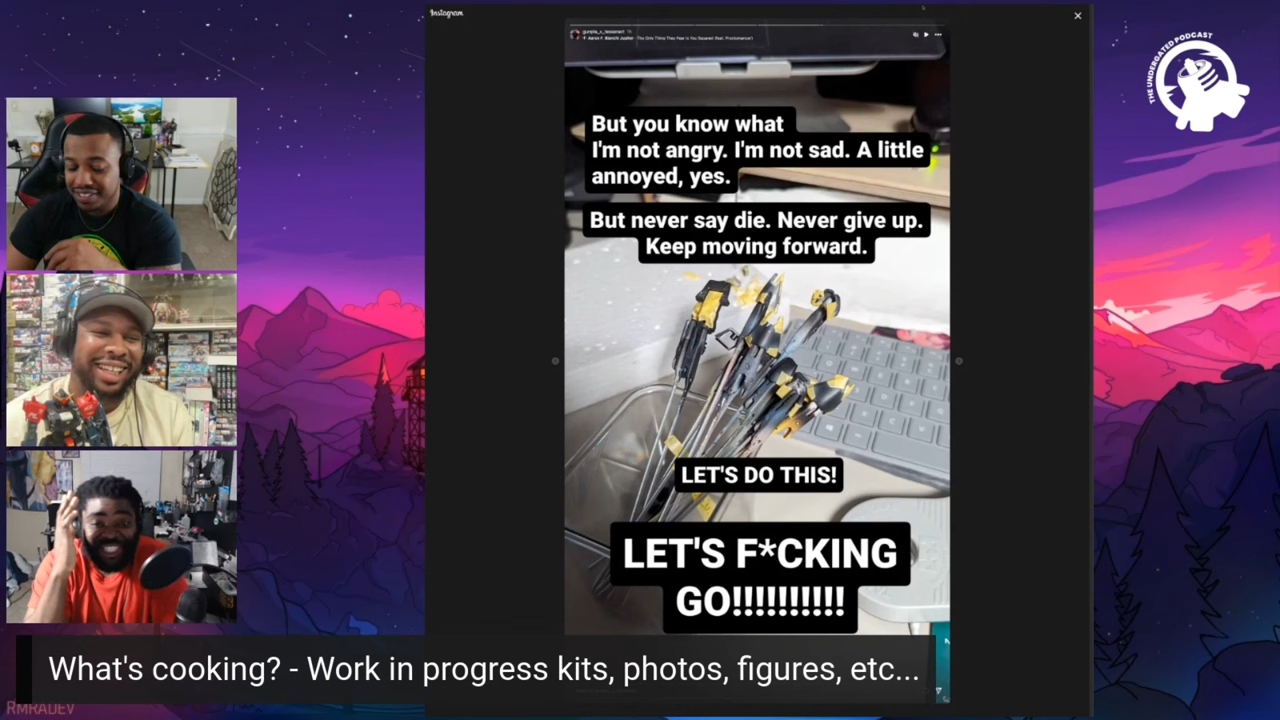 Instagram
THE UNDERGATED PODCAST
But you know what
I'm not angry. I'm not sad. A little
annoyed, yes.
But never say die. Never give up.
Keep moving forward.
LET'S DO THIS!
LET'S F*CKING
GO!!!!!!!!!!
What's cooking? - Work in progress kits, photos, figures, etc...
RMRADEV